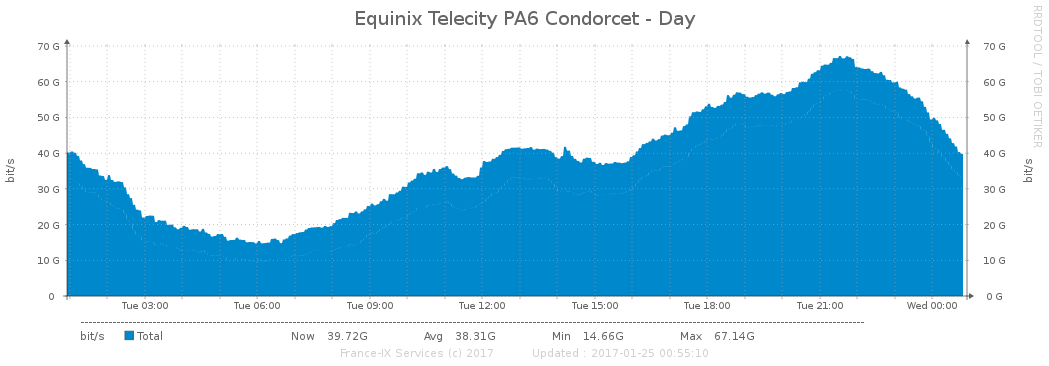 Equinix Telecity PA6 Condorcet - Day
RRDTOOL / TOBI OETIKER
bit/s
70 G 70 G
60 G 60 G
50 G 50 G
40 G 40 G
30 G 30 G
20 G 20 G
10 G 10 G
0 0 G
bit/s
Tue 03:00 Tue 06:00 Tue 09:00 Tue 12:00 Tue 15:00 Tue 18:00 Tue 21:00 Wed 00:00
bit/s Total Now 39.72G Avg 38.31G Min 14.66G Max 67.14G
France-IX Services (c) 2017 Updated : 2017-01-25 00:55:10